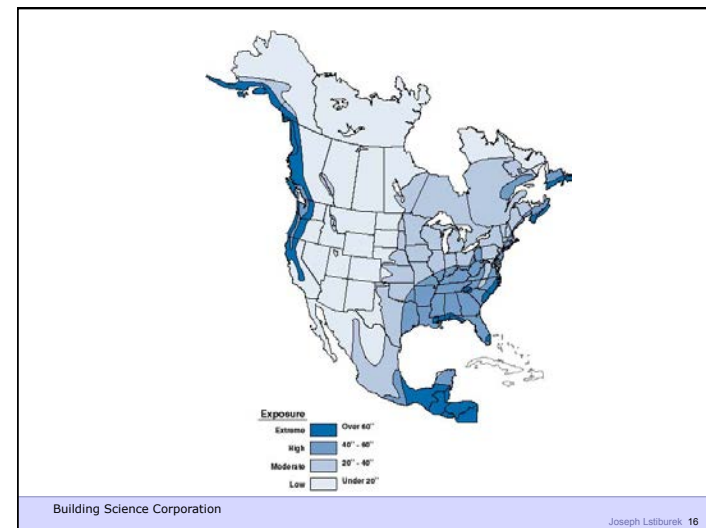 Exposure
Extreme Over 60"
High 40" - 60"
Moderate 20" - 40"
Low Under 20"
Building Science Corporation
Joseph Lstiburek 16